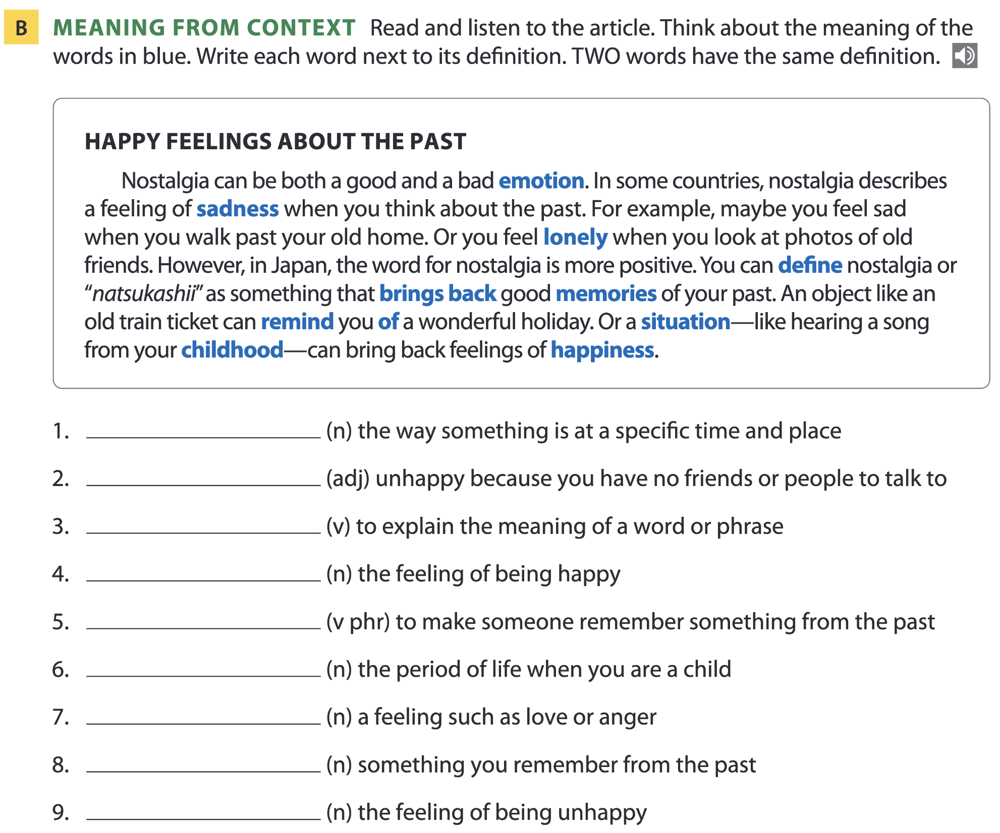 B MEANING FROM CONTEXT Read and listen to the article. Think about the meaning of the
words in blue. Write each word next to its definition. TWO words have the same definition.
HAPPY FEELINGS ABOUT THE PAST
Nostalgia can be both a good and a bad emotion. In some countries, nostalgia describes
a feeling of sadness when you think about the past. For example, maybe you feel sad
when you walk past your old home. Or you feel lonely when you look at photos of old
friends. However, in Japan, the word for nostalgia is more positive. You can define nostalgia or
“natsukashii” as something that brings back good memories of your past. An object like an
old train ticket can remind you of a wonderful holiday. Or a situation—like hearing a song
from your childhood—can bring back feelings of happiness.
1. ____________________ (n) the way something is at a specific time and place
2. ____________________ (adj) unhappy because you have no friends or people to talk to
3. ____________________ (v) to explain the meaning of a word or phrase
4. ____________________ (n) the feeling of being happy
5. ____________________ (v phr) to make someone remember something from the past
6. ____________________ (n) the period of life when you are a child
7. ____________________ (n) a feeling such as love or anger
8. ____________________ (n) something you remember from the past
9. ____________________ (n) the feeling of being unhappy